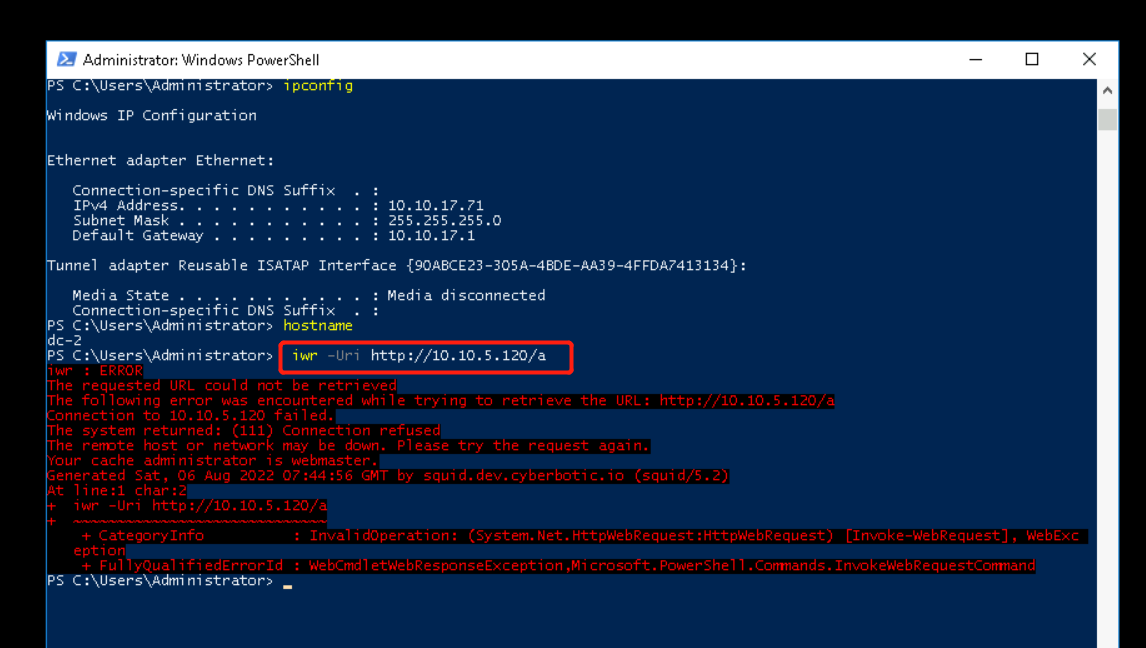 Administrator: Windows PowerShell
PS C:\Users\Administrator> ipconfig
Windows IP Configuration
Ethernet adapter Ethernet:
Connection-specific DNS Suffix . :
IPv4 Address. . . . . . . . . . . : 10.10.17.71
Subnet Mask . . . . . . . . . . . : 255.255.255.0
Default Gateway . . . . . . . . . : 10.10.17.1
Tunnel adapter Reusable ISATAP Interface {90ABCE23-305A-4BDE-AA39-4FFDA7413134}:
Media State . . . . . . . . . . . : Media disconnected
Connection-specific DNS Suffix . :
PS C:\Users\Administrator> hostname
dc-2
PS C:\Users\Administrator> iwr -Uri http://10.10.5.120/a
iwr : ERROR
The requested URL could not be retrieved
The following error was encountered while trying to retrieve the URL: http://10.10.5.120/a
Connection to 10.10.5.120 failed.
The system returned: (111) Connection refused
The remote host or network may be down. Please try the request again.
Your cache administrator is webmaster.
Generated Sat, 06 Aug 2022 07:44:56 GMT by squid.dev.cyberbotic.io (squid/5.2)
At line:1 char:2
+ iwr -Uri http://10.10.5.120/a
+ ~~~~~~~~~~~~~~~~~~~~~~~~~~~~~
+ CategoryInfo : InvalidOperation: (System.Net.HttpWebRequest:HttpWebRequest) [Invoke-WebRequest], WebExc
eption
+ FullyQualifiedErrorId : WebCmdletWebResponseException,Microsoft.PowerShell.Commands.InvokeWebRequestCommand
PS C:\Users\Administrator> _